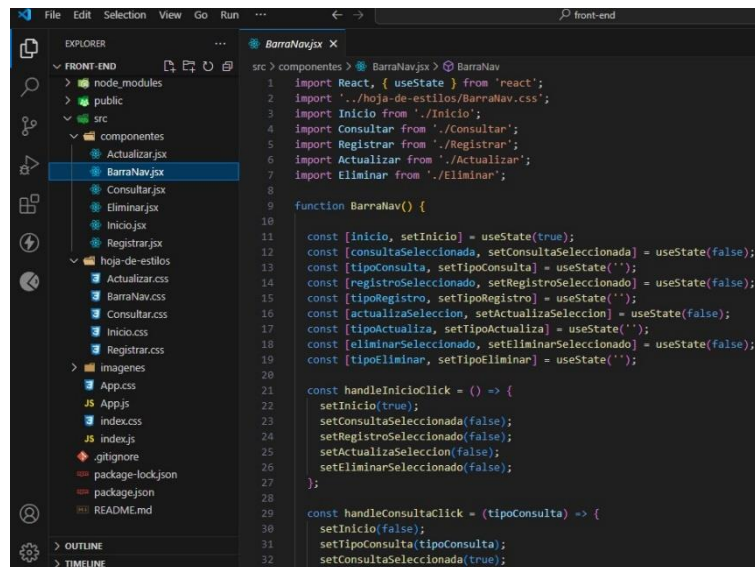 File Edit Selection View Go Run ... front-end
EXPLORER ...
FRONT-END
node_modules
public
src
componentes
Actualizar.jsx
BarraNav.jsx
Consultar.jsx
Eliminar.jsx
Inicio.jsx
Registrar.jsx
hoja-de-estilos
Actualizar.css
BarraNav.css
Consultar.css
Inicio.css
Registrar.css
imagenes
App.css
JS App.js
index.css
JS index.js
.gitignore
package-lock.json
package.json
README.md
OUTLINE
TIMELINE
BarraNav.jsx X
src > componentes > BarraNav.jsx > BarraNav
1 import React, { useState } from 'react';
2 import '../hoja-de-estilos/BarraNav.css';
3 import Inicio from './Inicio';
4 import Consultar from './Consultar';
5 import Registrar from './Registrar';
6 import Actualizar from './Actualizar';
7 import Eliminar from './Eliminar';
8
9 function BarraNav() {
10
11 const [inicio, setInicio] = useState(true);
12 const [consultaSeleccionada, setConsultaSeleccionada] = useState(false);
13 const [tipoConsulta, setTipoConsulta] = useState('');
14 const [registroSeleccionado, setRegistroSeleccionado] = useState(false);
15 const [tipoRegistro, setTipoRegistro] = useState('');
16 const [actualizaSeleccion, setActualizaSeleccion] = useState(false);
17 const [tipoActualiza, setTipoActualiza] = useState('');
18 const [eliminarSeleccionado, setEliminarSeleccionado] = useState(false);
19 const [tipoEliminar, setTipoEliminar] = useState('');
20
21 const handleInicioClick = () => {
22 setInicio(true);
23 setConsultaSeleccionada(false);
24 setRegistroSeleccionado(false);
25 setActualizaSeleccion(false);
26 setEliminarSeleccionado(false);
27 };
28
29 const handleConsultaClick = (tipoConsulta) => {
30 setInicio(false);
31 setTipoConsulta(tipoConsulta);
32 setConsultaSeleccionada(true);